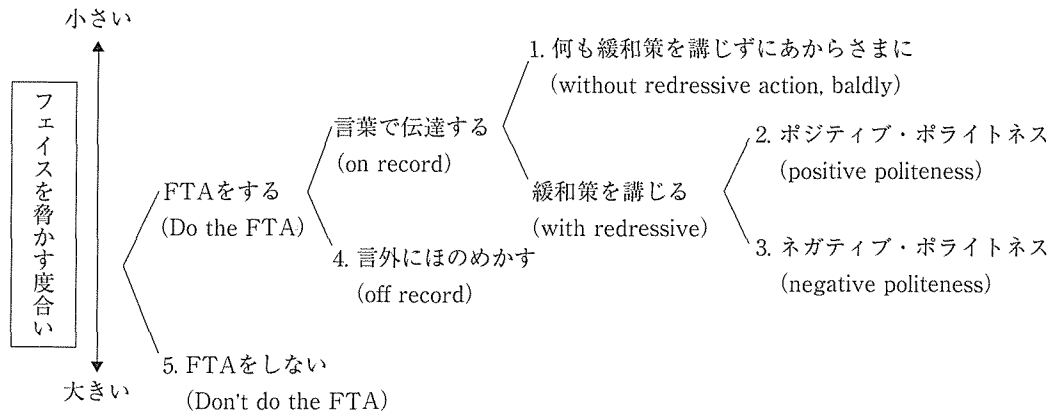 小さい
フェイスを脅かす度合い
大きい
FTAをする
(Do the FTA)
言葉で伝達する
(on record)
1. 何も緩和策を講じずにあからさまに
(without redressive action, baldly)
緩和策を講じる
(with redressive)
2. ポジティブ・ポライトネス
(positive politeness)
3. ネガティブ・ポライトネス
(negative politeness)
4. 言外にほのめかす
(off record)
5. FTAをしない
(Don't do the FTA)